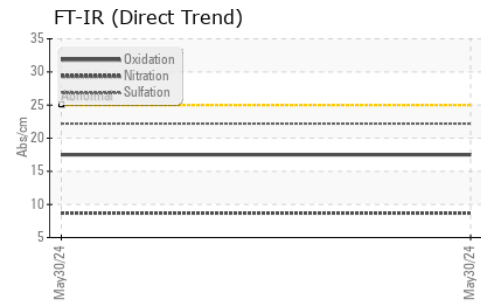 FT-IR (Direct Trend)
35
30
25
20
15
10
5
Abs/cm
Oxidation
Nitration
Sulfation
Abnormal
May30/24
May30/24